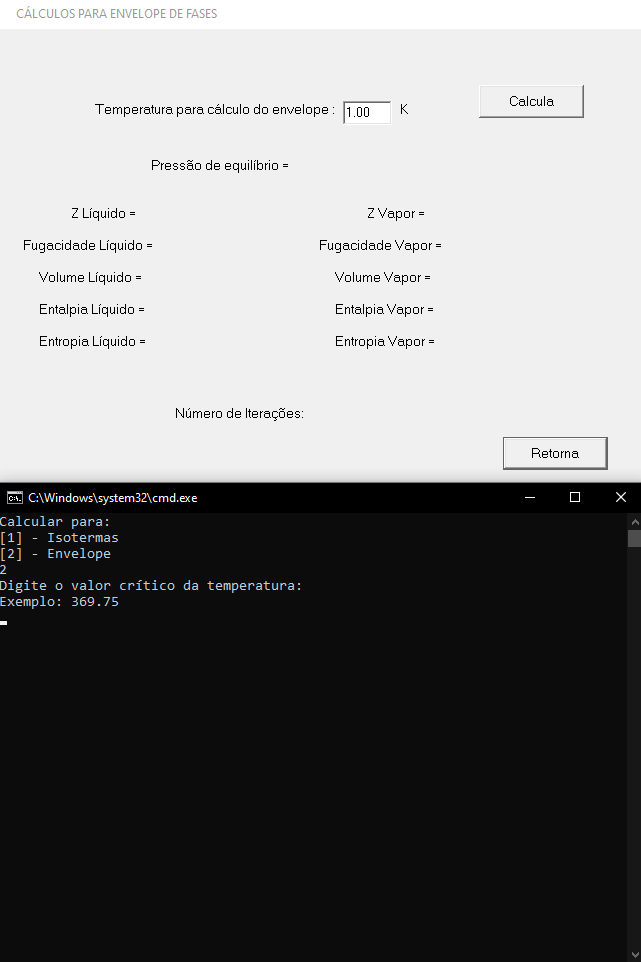 CÁLCULOS PARA ENVELOPE DE FASES
Temperatura para cálculo do envelope : 1.00 K
Calcula
Pressão de equilíbrio =
Z Líquido = Z Vapor =
Fugacidade Líquido = Fugacidade Vapor =
Volume Líquido = Volume Vapor =
Entalpia Líquido = Entalpia Vapor =
Entropia Líquido = Entropia Vapor =
Número de Iterações:
Retorna
C:\Windows\system32\cmd.exe
Calcular para:
[1] - Isotermas
[2] - Envelope
2
Digite o valor crítico da temperatura:
Exemplo: 369.75